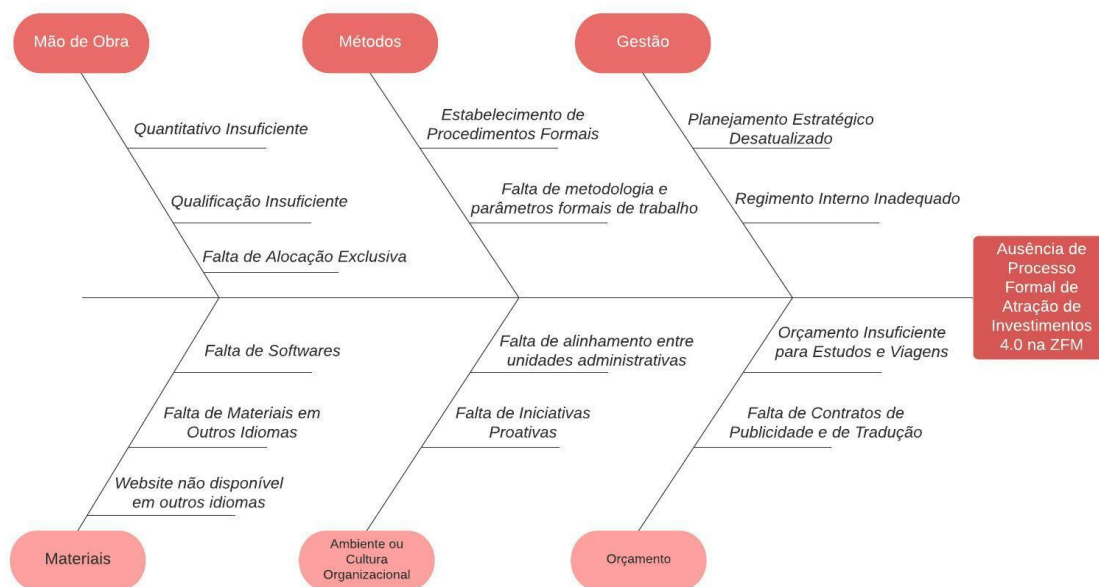 Mão de Obra
Métodos
Gestão
Quantitativo Insuficiente
Qualificação Insuficiente
Falta de Alocação Exclusiva
Estabelecimento de
Procedimentos Formais
Falta de metodologia e
parâmetros formais de trabalho
Planejamento Estratégico
Desatualizado
Regimento Interno Inadequado
Ausência de
Processo
Formal de
Atração de
Investimentos
4.0 na ZFM
Falta de Softwares
Falta de Materiais em
Outros Idiomas
Website não disponível
em outros idiomas
Falta de alinhamento entre
unidades administrativas
Falta de Iniciativas
Proativas
Orçamento Insuficiente
para Estudos e Viagens
Falta de Contratos de
Publicidade e de Tradução
Materiais
Ambiente ou
Cultura
Organizacional
Orçamento